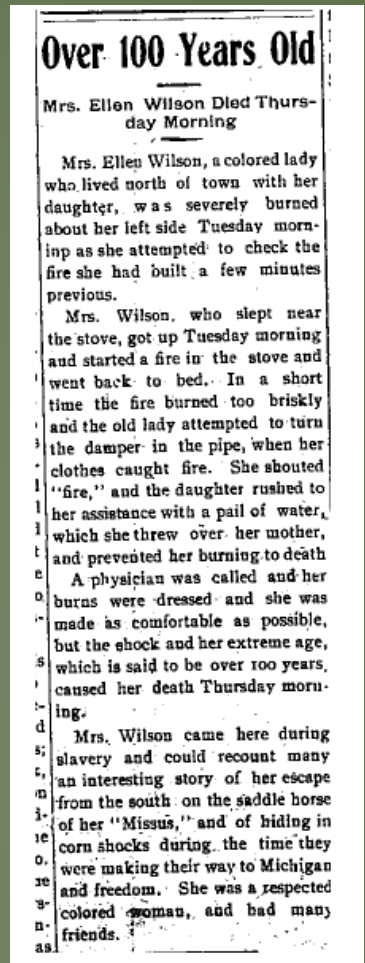 Over 100 Years Old
Mrs. Ellen Wilson Died Thurs-
day Morning
Mrs. Ellen Wilson, a colored lady
who lived north of town with her
daughter, was severely burned
about her left side Tuesday morn-
inp as she attempted to check the
fire she had built a few minutes
previous.
Mrs. Wilson, who slept near
the stove, got up Tuesday morning
and started a fire in the stove and
went back to bed. In a short
time the fire burned too briskly
and the old lady attempted to turn
the damper in the pipe, when her
clothes caught fire. She shouted
"fire," and the daughter rushed to
her assistance with a pail of water,
which she threw over her mother,
and prevented her burning to death
A physician was called and her
burns were dressed and she was
made as comfortable as possible,
but the shock and her extreme age,
which is said to be over 100 years,
caused her death Thursday morn-
ing.
Mrs. Wilson came here during
slavery and could recount many
an interesting story of her escape
from the south on the saddle horse
of her "Missus," and of hiding in
corn shocks during the time they
were making their way to Michigan
and freedom. She was a respected
colored woman, and had many
friends.